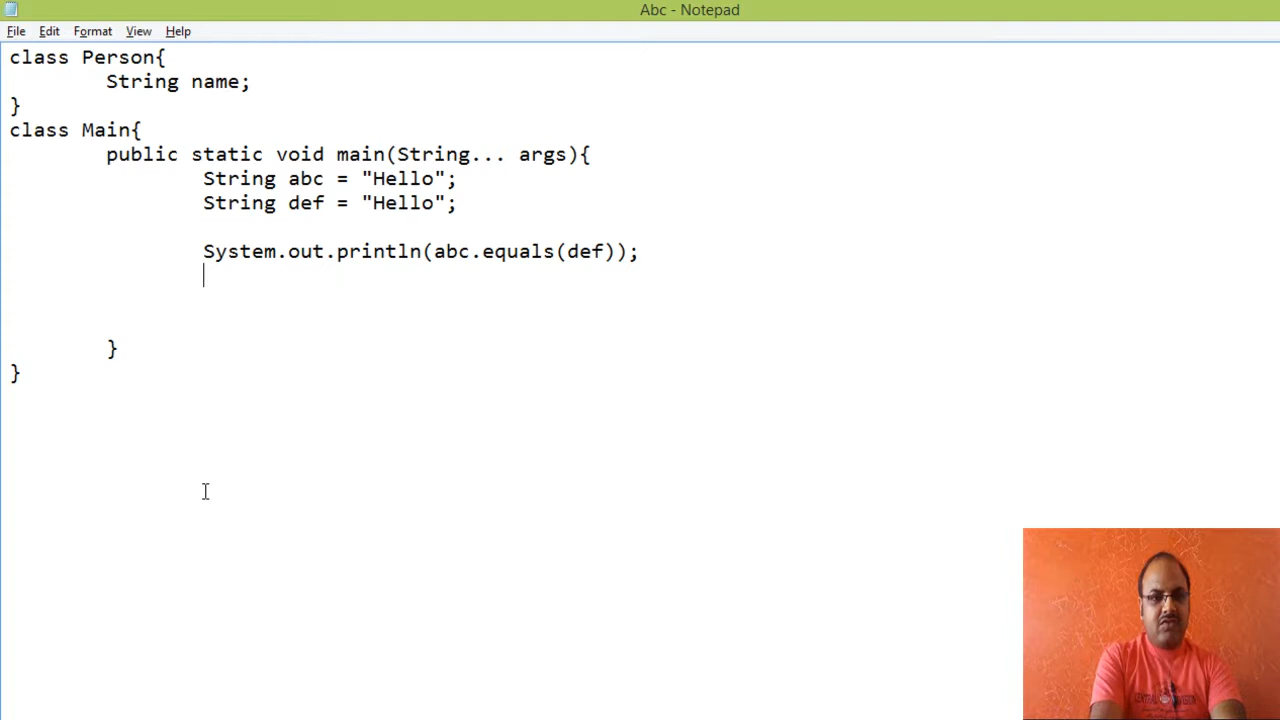 Abc - Notepad
File Edit Format View Help
class Person{
String name;
}
class Main{
public static void main(String... args){
String abc = "Hello";
String def = "Hello";
System.out.println(abc.equals(def));
}
}